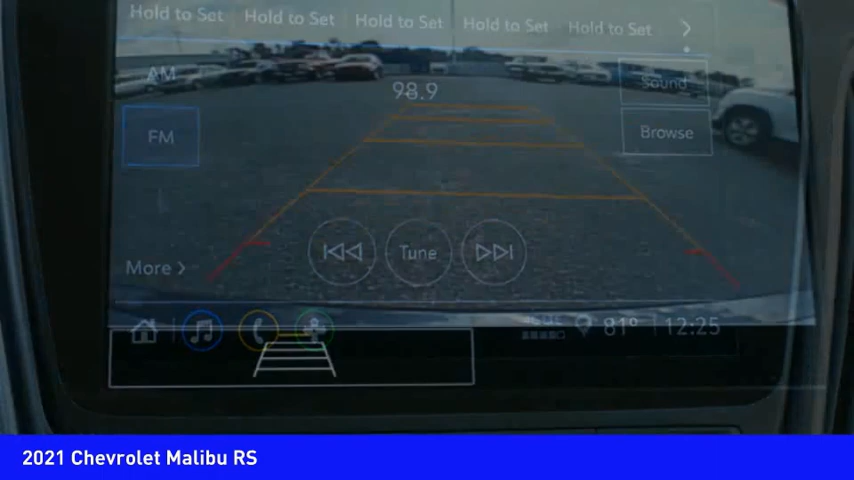 Hold to Set Hold to Set Hold to Set Hold to Set Hold to Set
AM
98.9
Sound
FM
Browse
Tune
More
81° 12:25
2021 Chevrolet Malibu RS